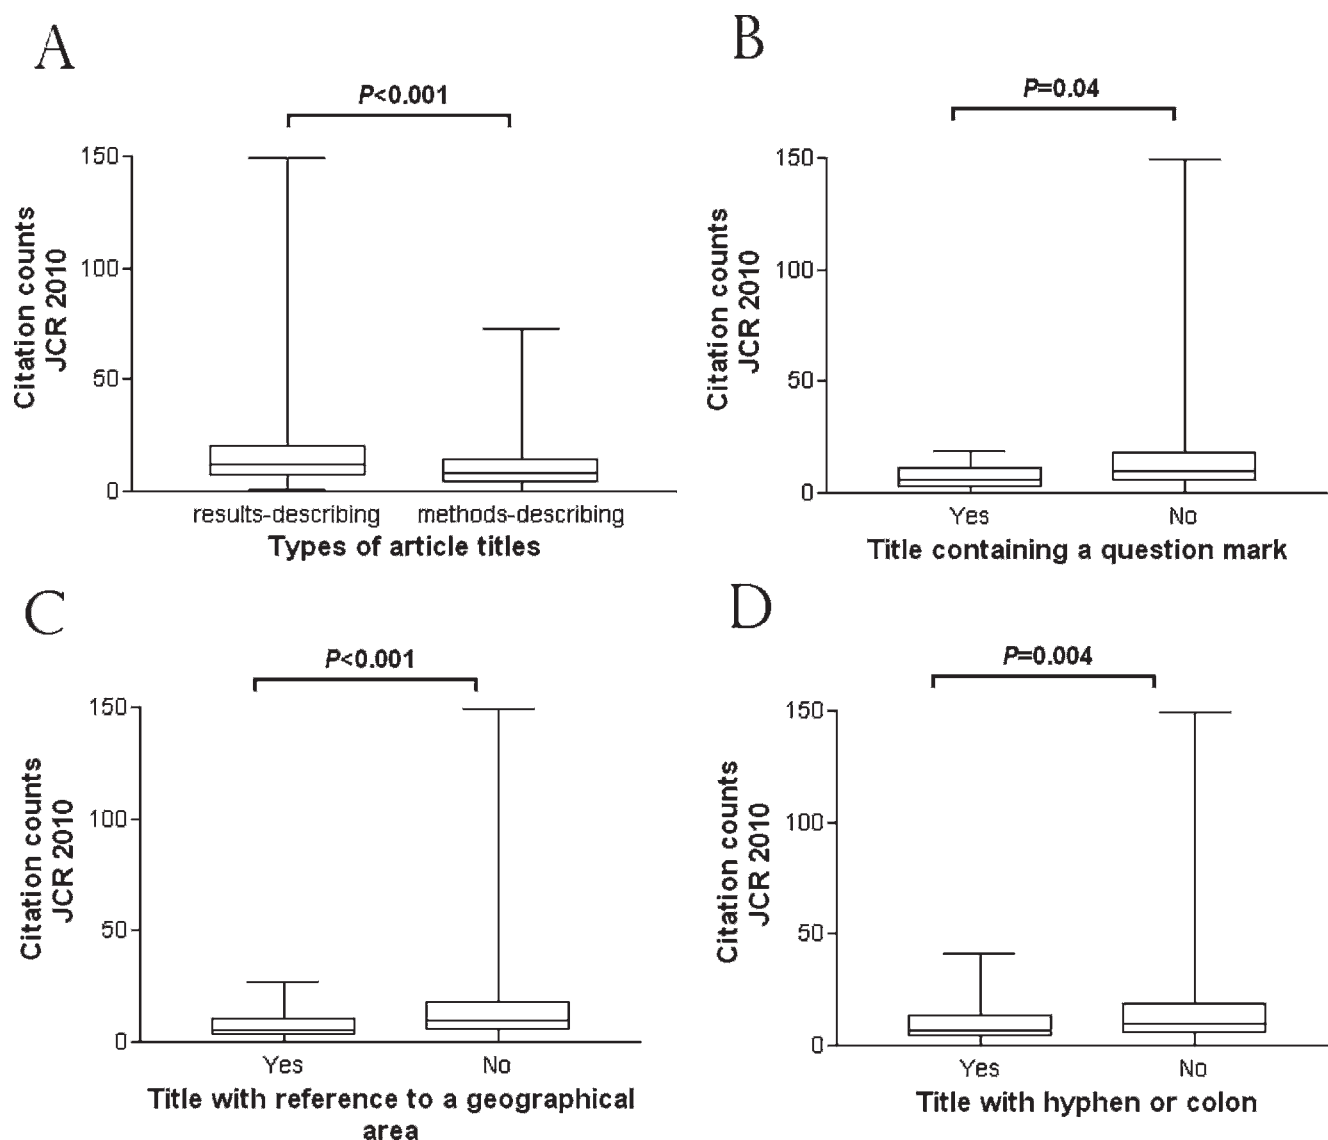 A
P<0.001
150
100
50
0
Citation counts
JCR 2010
results-describing methods-describing
Types of article titles
B
P=0.04
150
100
50
0
Citation counts
JCR 2010
Yes No
Title containing a question mark
C
P<0.001
150
100
50
0
Citation counts
JCR 2010
Yes No
Title with reference to a geographical
area
D
P=0.004
150
100
50
0
Citation counts
JCR 2010
Yes No
Title with hyphen or colon